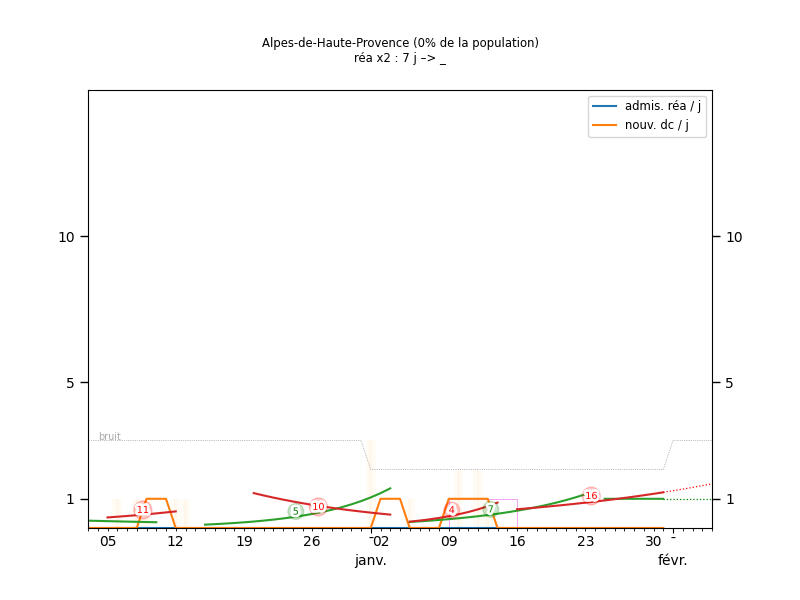 Alpes-de-Haute-Provence (0% de la population)
réa x2 : 7 j –> _
admis. réa / j
nouv. dc / j
10 10
5 5
bruit
1 1
11 5 10 4 7 16
05 12 19 26 02 09 16 23 30
janv. févr.